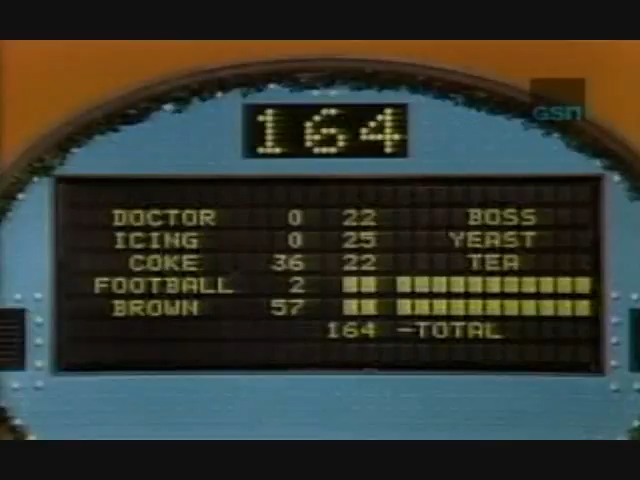 GSN
164
DOCTOR 0 22 BOSS
ICING 0 25 YEAST
COKE 36 22 TEA
FOOTBALL 2
BROWN 57
164 -TOTAL